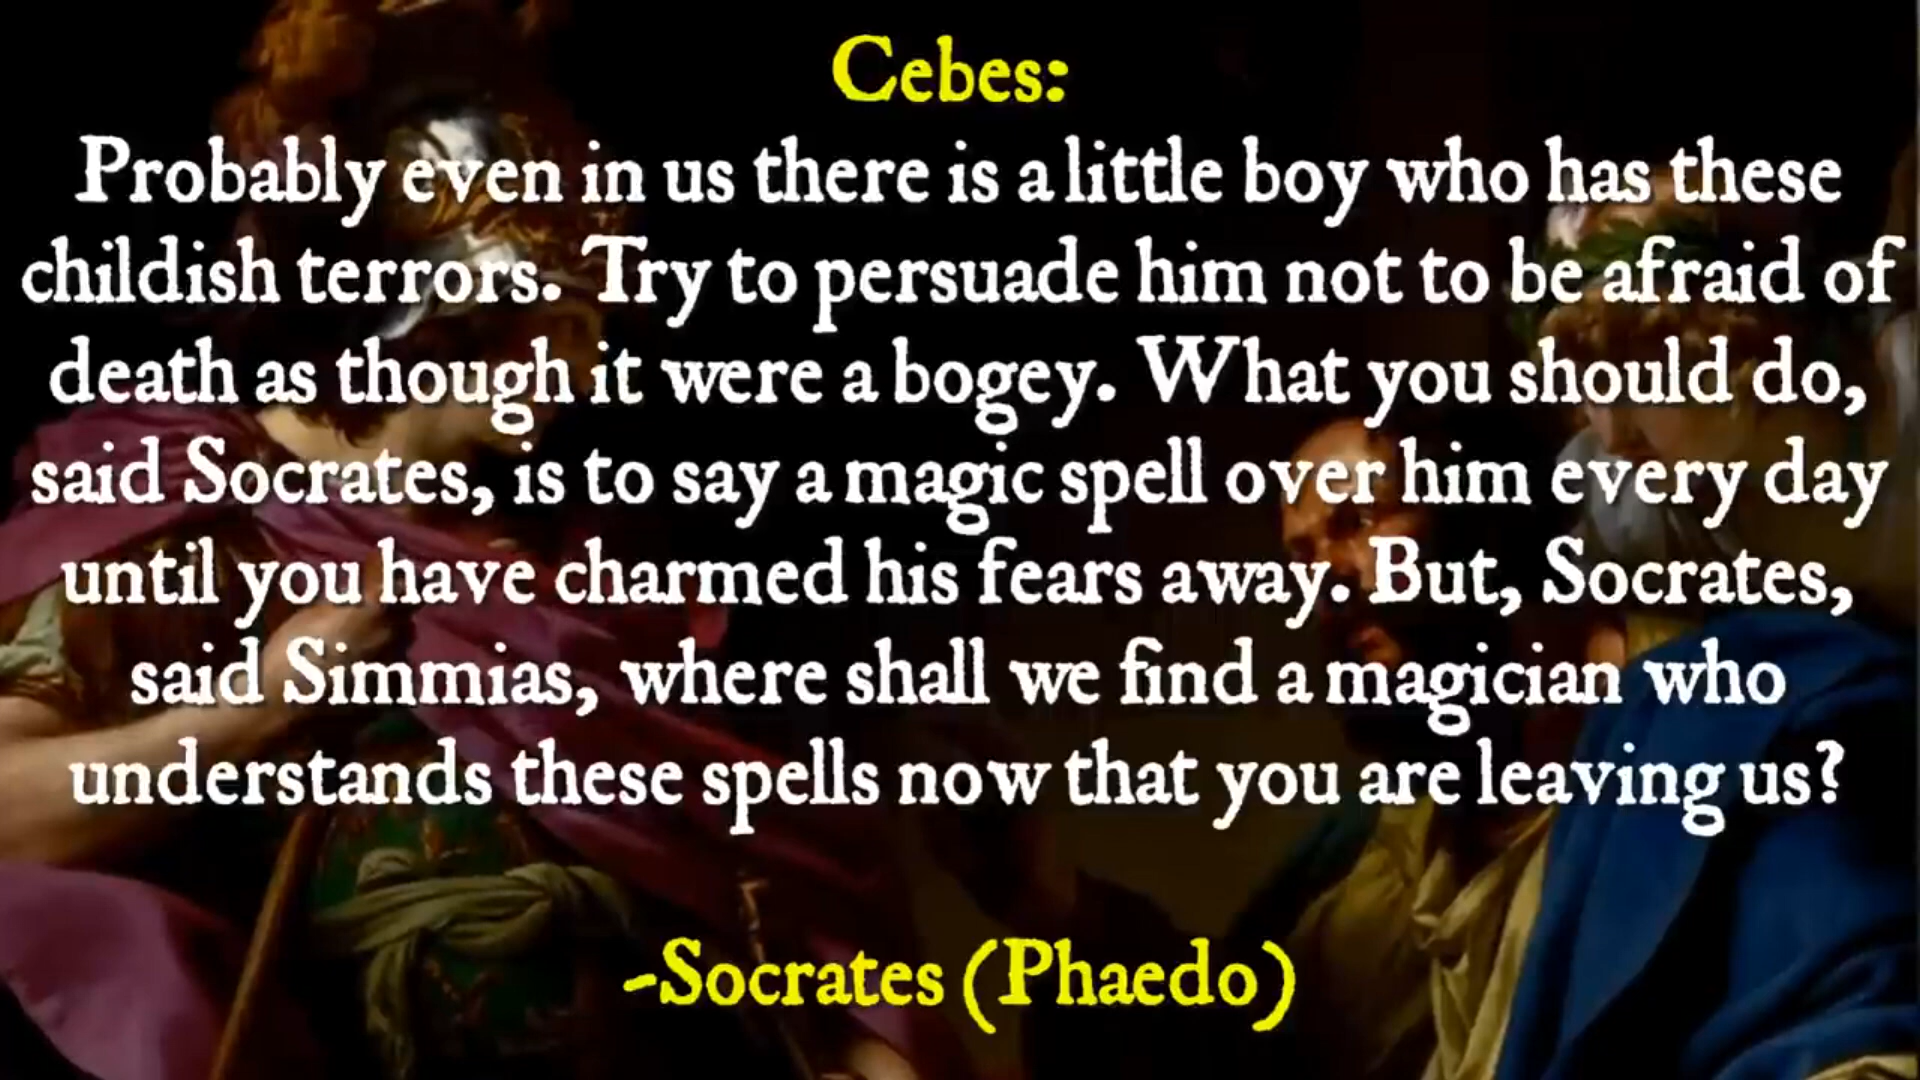 Cebes:
Probably even in us there is a little boy who has these
childish terrors. Try to persuade him not to be afraid of
death as though it were a bogey. What you should do,
said Socrates, is to say a magic spell over him every day
until you have charmed his fears away. But, Socrates,
said Simmias, where shall we find a magician who
understands these spells now that you are leaving us?
-Socrates (Phaedo)